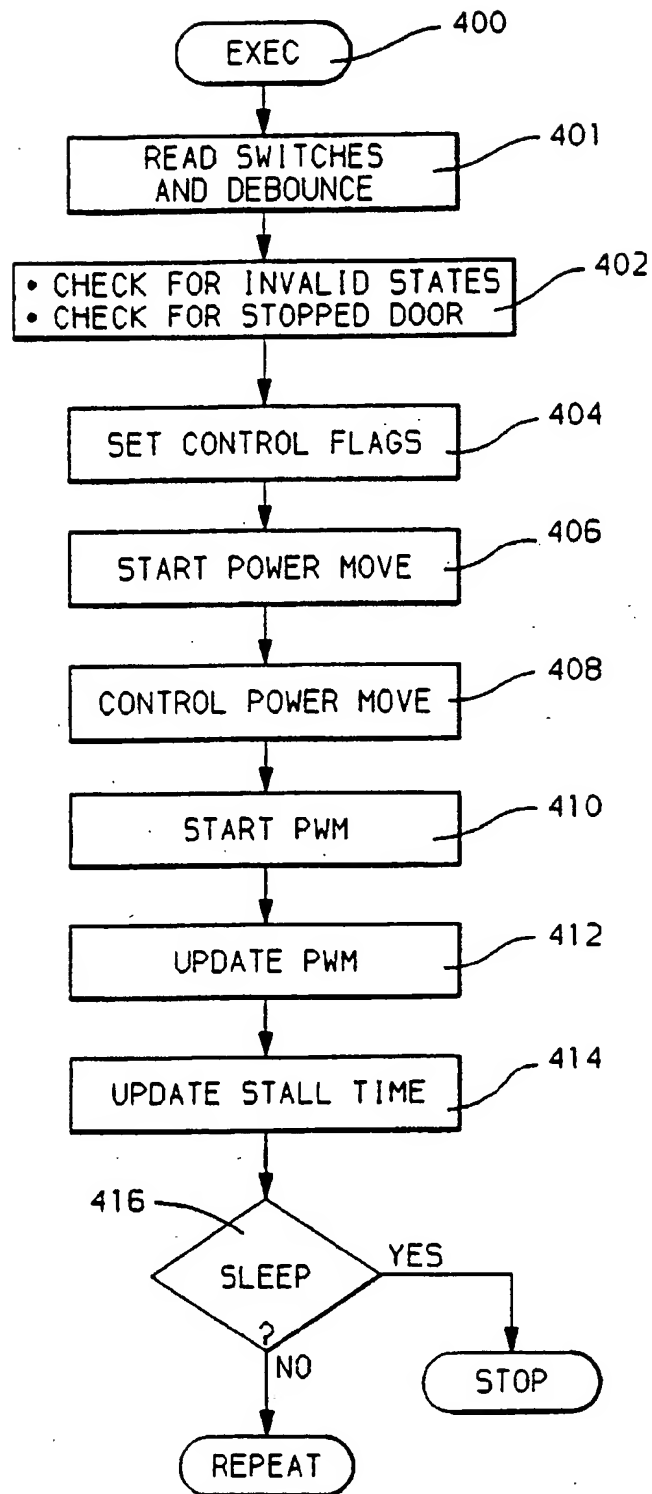 EXEC
400
READ SWITCHES
AND DEBOUNCE
401
• CHECK FOR INVALID STATES
• CHECK FOR STOPPED DOOR
402
SET CONTROL FLAGS
404
START POWER MOVE
406
CONTROL POWER MOVE
408
START PWM
410
UPDATE PWM
412
UPDATE STALL TIME
414
416
SLEEP
?
YES
NO
STOP
REPEAT